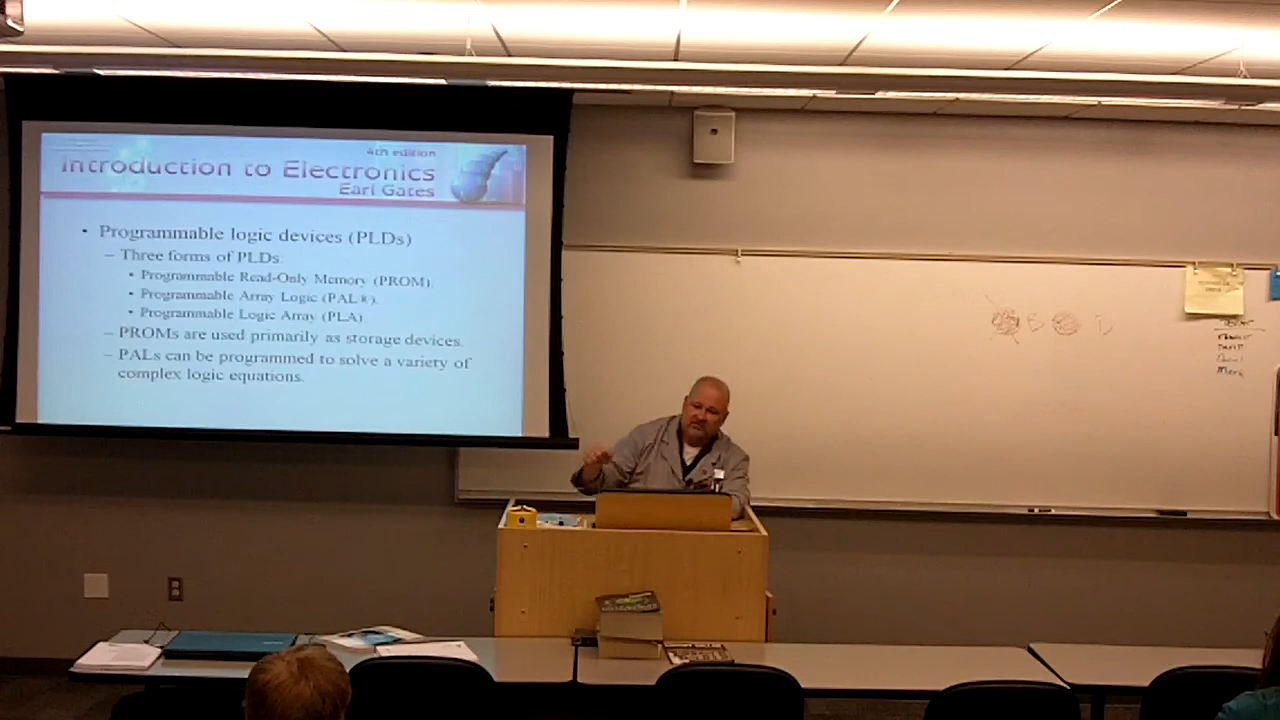 4th edition
Introduction to Electronics
Earl Gates
• Programmable logic devices (PLDs)
– Three forms of PLDs:
• Programmable Read-Only Memory (PROM).
• Programmable Array Logic (PAL®).
• Programmable Logic Array (PLA).
– PROMs are used primarily as storage devices.
– PALs can be programmed to solve a variety of
complex logic equations.
B
D
Mark